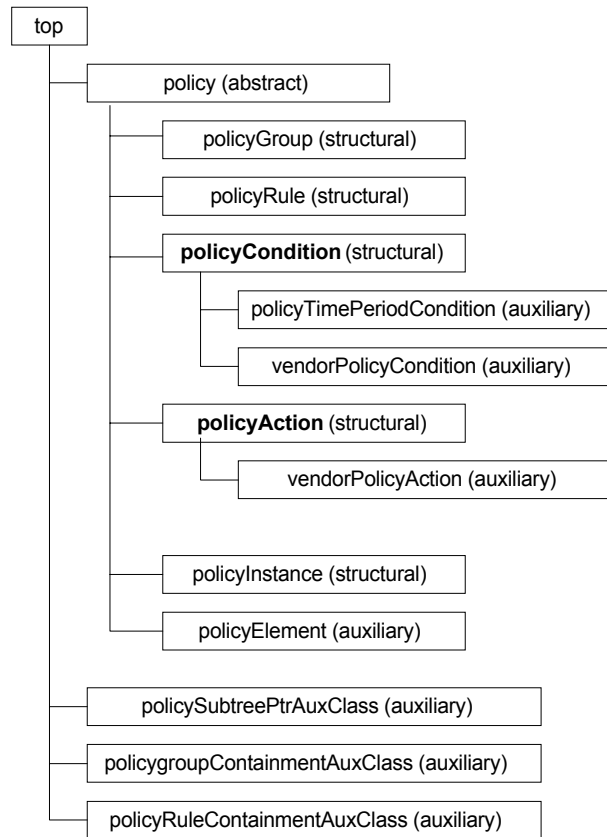 top
policy (abstract)
policyGroup (structural)
policyRule (structural)
policyCondition (structural)
policyTimePeriodCondition (auxiliary)
vendorPolicyCondition (auxiliary)
policyAction (structural)
vendorPolicyAction (auxiliary)
policyInstance (structural)
policyElement (auxiliary)
policySubtreePtrAuxClass (auxiliary)
policygroupContainmentAuxClass (auxiliary)
policyRuleContainmentAuxClass (auxiliary)